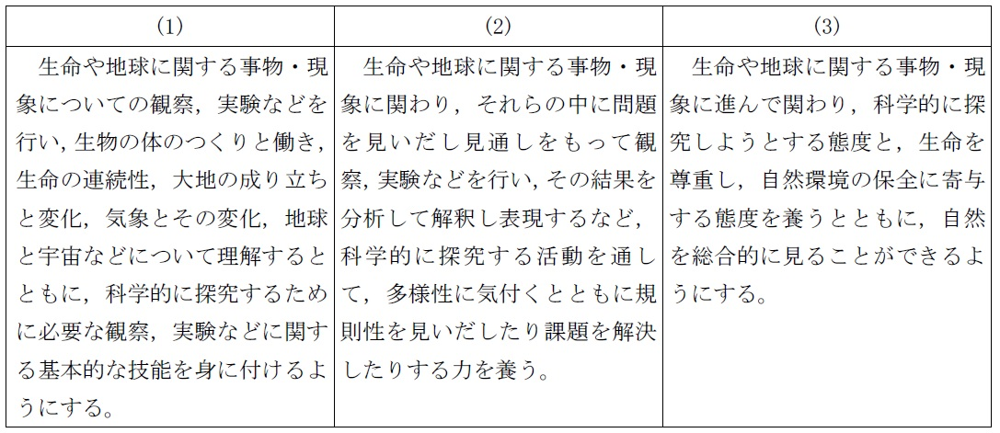 (1)
生命や地球に関する事物・現
象についての観察，実験などを
行い，生物の体のつくりと働き，
生命の連続性，大地の成り立ち
と変化，気象とその変化，地球
と宇宙などについて理解すると
ともに，科学的に探究するため
に必要な観察，実験などに関す
る基本的な技能を身に付けるよ
うにする。
(2)
生命や地球に関する事物・現
象に関わり，それらの中に問題
を見いだし見通しをもって観
察，実験などを行い，その結果を
分析して解釈し表現するなど，
科学的に探究する活動を通し
て，多様性に気付くとともに規
則性を見いだしたり課題を解決
したりする力を養う。
(3)
生命や地球に関する事物・現
象に進んで関わり，科学的に探
究しようとする態度と，生命を
尊重し，自然環境の保全に寄与
する態度を養うとともに，自然
を総合的に見ることができるよ
うにする。